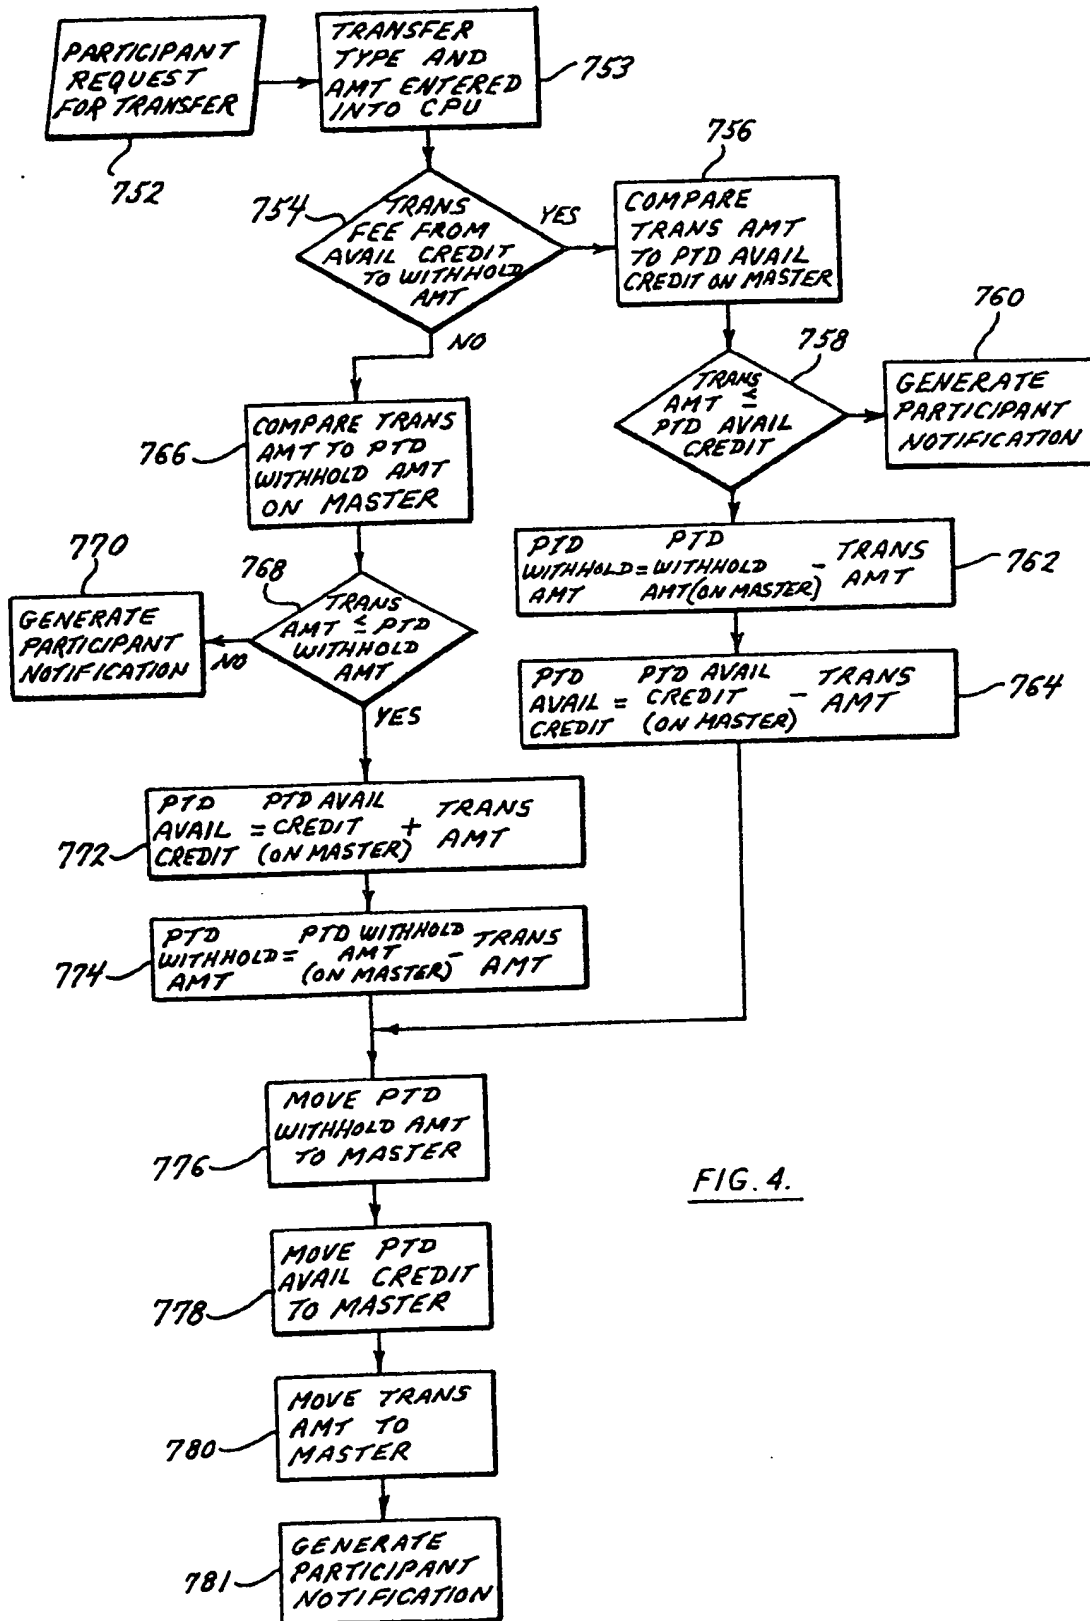 PARTICIPANT
REQUEST
FOR TRANSFER
752
TRANSFER
TYPE AND
AMT ENTERED
INTO CPU
753
754
TRANS
FEE FROM
AVAIL CREDIT
TO WITHHOLD
AMT
YES
NO
756
COMPARE
TRANS AMT
TO PTD AVAIL
CREDIT ON MASTER
758
TRANS
AMT ≤
PTD AVAIL
CREDIT
760
GENERATE
PARTICIPANT
NOTIFICATION
PTD PTD
WITHHOLD = WITHHOLD - TRANS
AMT AMT (ON MASTER) AMT
762
PTD PTD AVAIL TRANS
AVAIL = CREDIT - AMT
CREDIT (ON MASTER)
764
766
COMPARE TRANS
AMT TO PTD
WITHHOLD AMT
ON MASTER
768
TRANS
AMT ≤ PTD
WITHHOLD
AMT
NO
YES
770
GENERATE
PARTICIPANT
NOTIFICATION
772
PTD PTD AVAIL TRANS
AVAIL = CREDIT + AMT
CREDIT (ON MASTER)
774
PTD PTD WITHHOLD TRANS
WITHHOLD = AMT - AMT
AMT (ON MASTER)
776
MOVE PTD
WITHHOLD AMT
TO MASTER
778
MOVE PTD
AVAIL CREDIT
TO MASTER
780
MOVE TRANS
AMT TO
MASTER
781
GENERATE
PARTICIPANT
NOTIFICATION
FIG. 4.